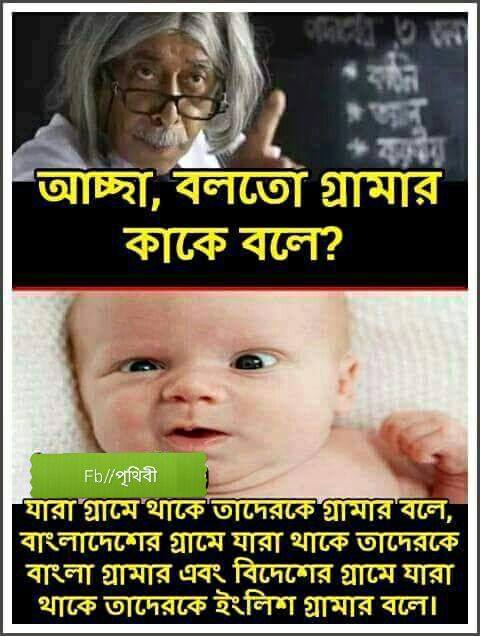 আচ্ছা, বলতো গ্রামার
কাকে বলে?
Fb//পৃথিবী
যারা গ্রামে থাকে তাদেরকে গ্রামার বলে,
বাংলাদেশের গ্রামে যারা থাকে তাদেরকে
বাংলা গ্রামার এবং বিদেশের গ্রামে যারা
থাকে তাদেরকে ইংলিশ গ্রামার বলে।